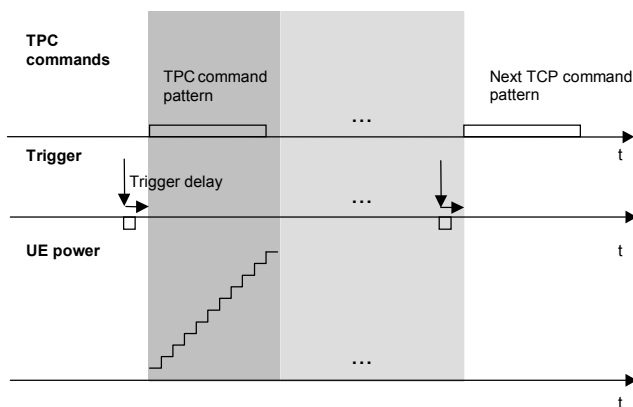 TPC
commands
TPC command
pattern
Next TCP command
pattern
...
t
Trigger
Trigger delay
...
t
UE power
...
t